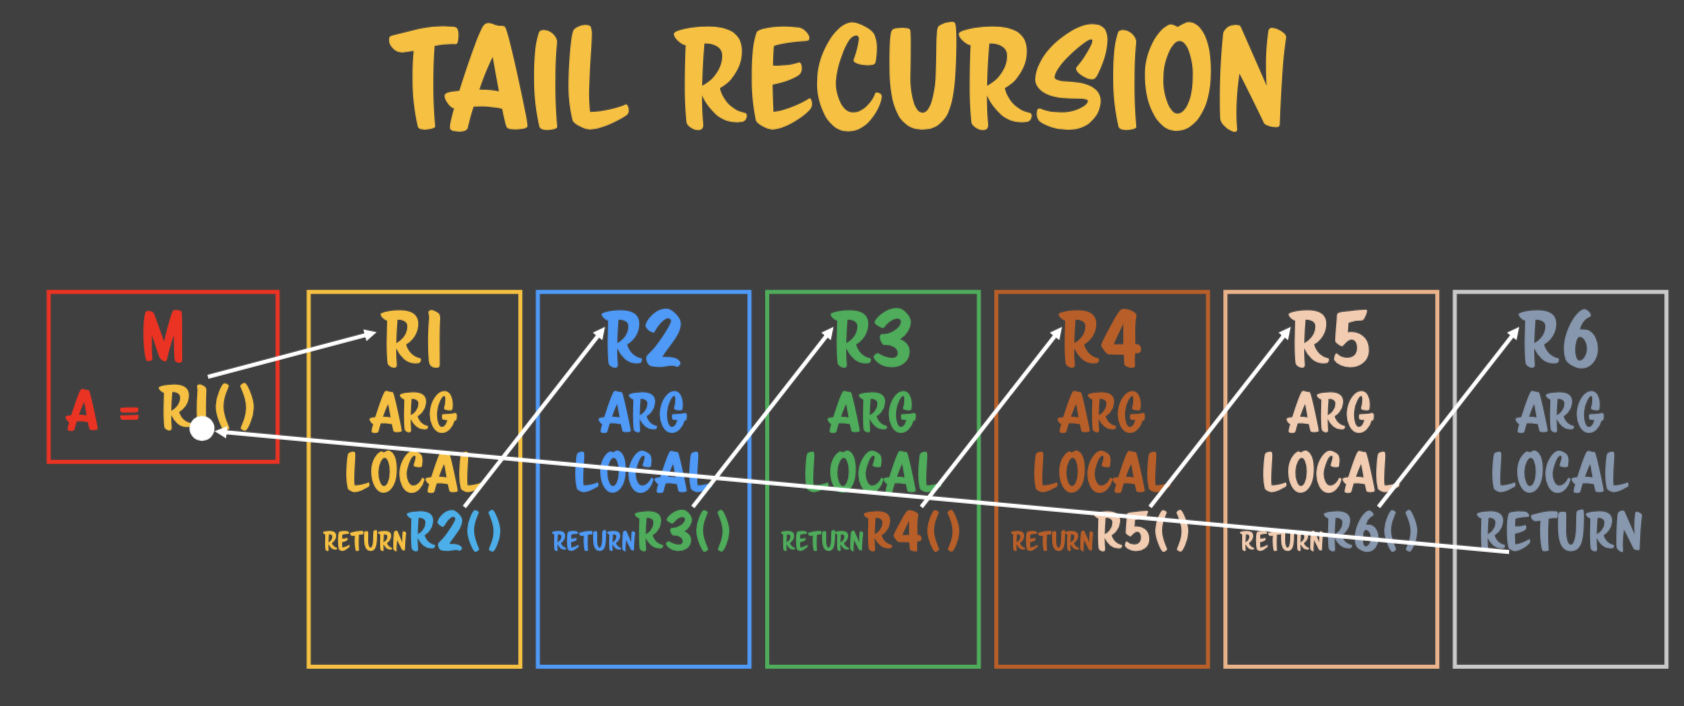 TAIL RECURSION
M
A = R1()
R1
ARG
LOCAL
RETURN R2()
R2
ARG
LOCAL
RETURN R3()
R3
ARG
LOCAL
RETURN R4()
R4
ARG
LOCAL
RETURN R5()
R5
ARG
LOCAL
RETURN R6()
R6
ARG
LOCAL
RETURN